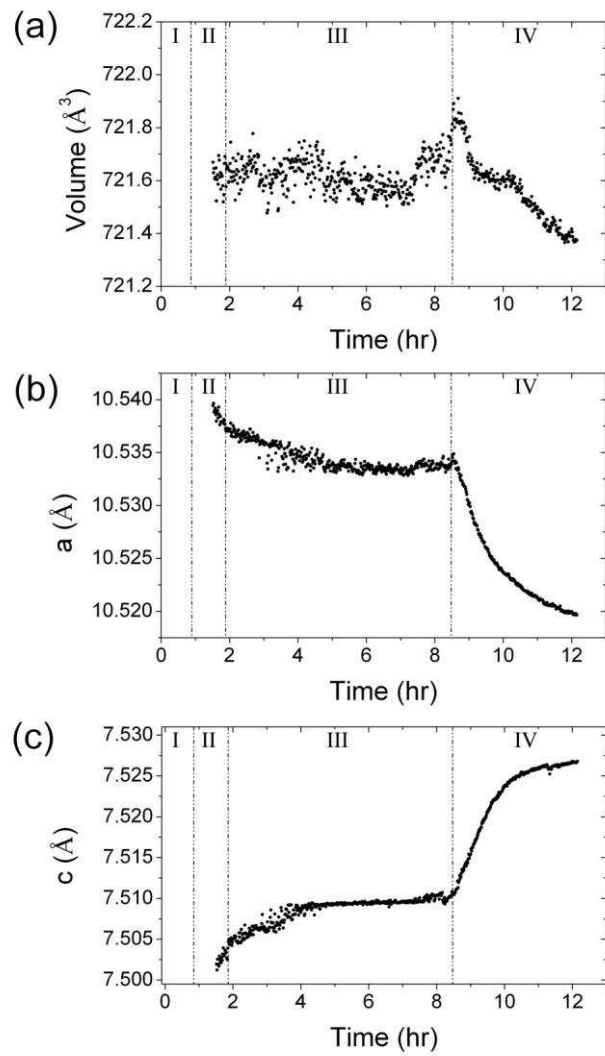 (a)
I II III IV
722.2
722.0
721.8
721.6
721.4
721.2
Volume (Å³)
0 2 4 6 8 10 12
Time (hr)
(b)
I II III IV
10.540
10.535
10.530
10.525
10.520
a (Å)
0 2 4 6 8 10 12
Time (hr)
(c)
I II III IV
7.530
7.525
7.520
7.515
7.510
7.505
7.500
c (Å)
0 2 4 6 8 10 12
Time (hr)